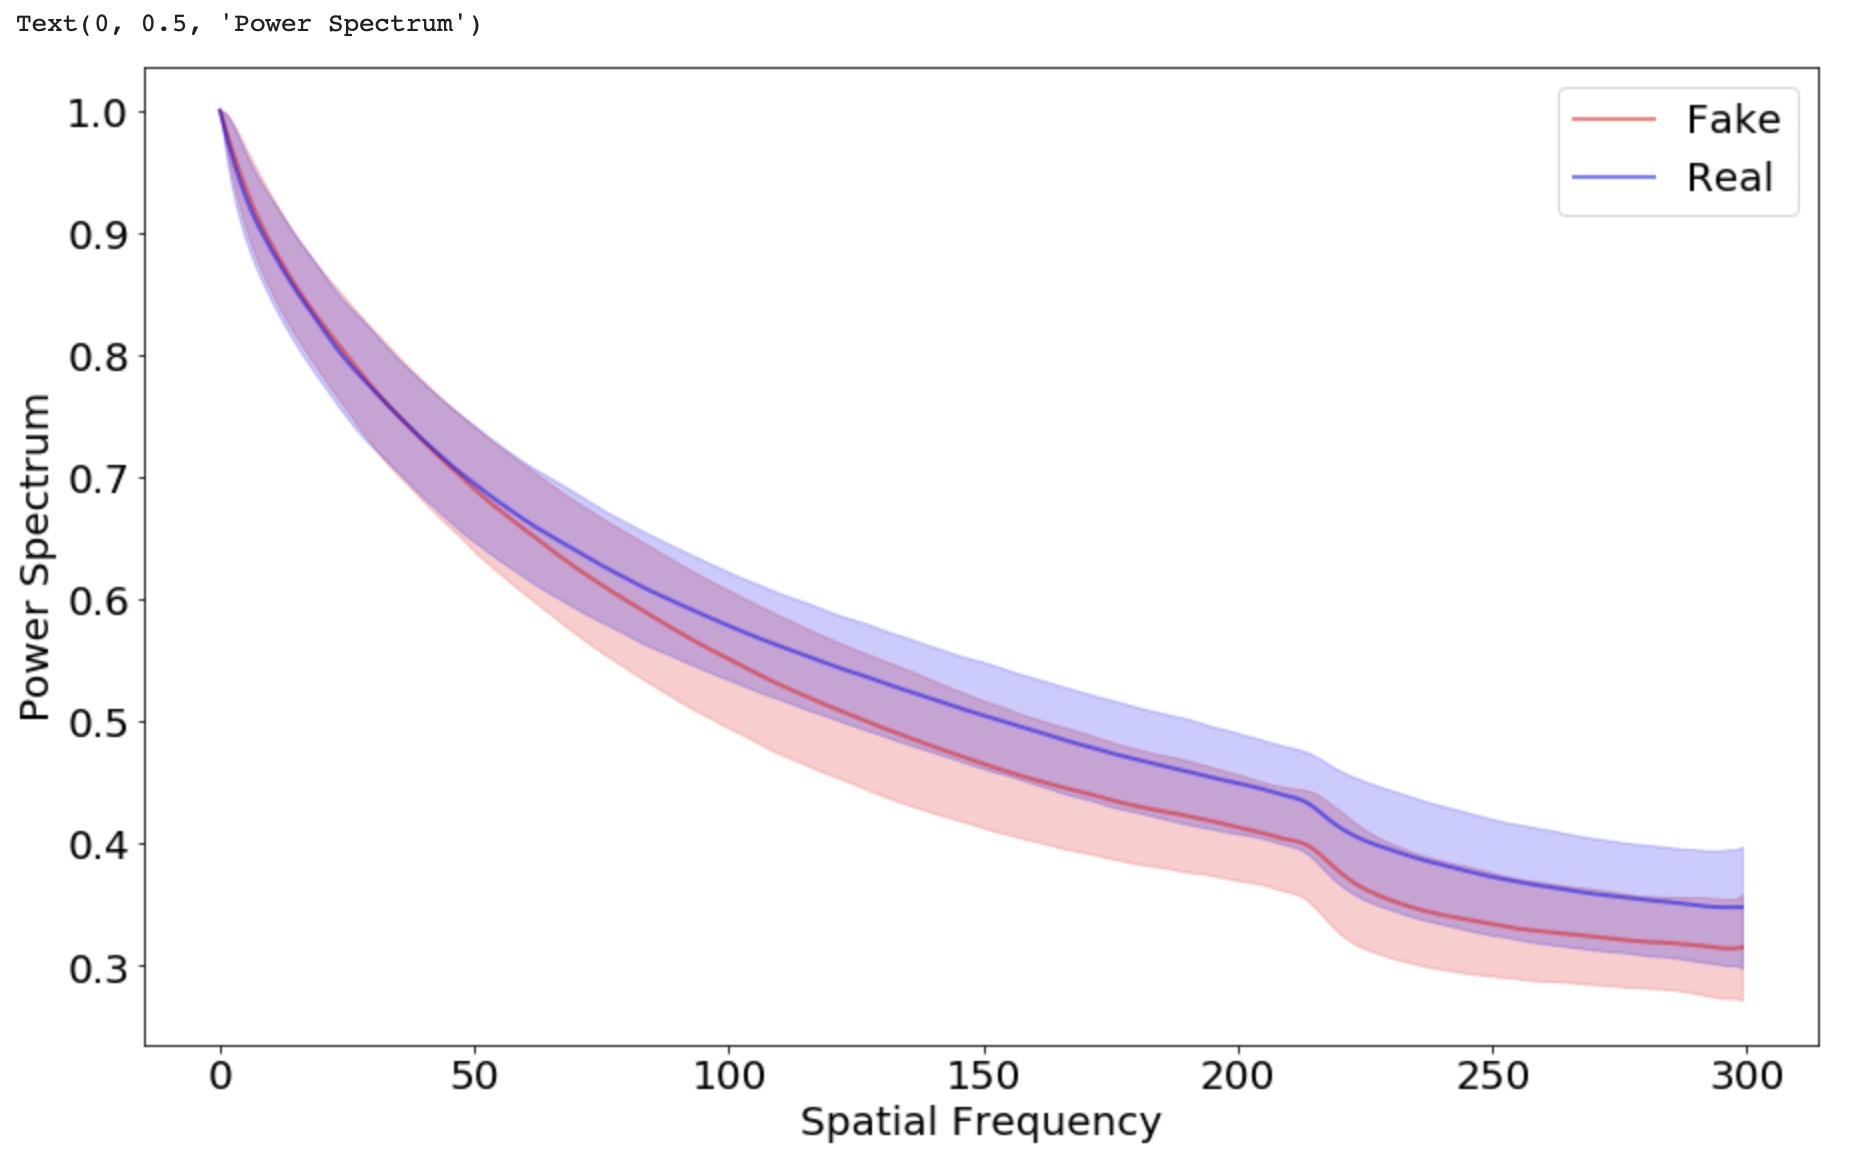 Text(0, 0.5, 'Power Spectrum')
Fake
Real
1.0
0.9
0.8
0.7
0.6
0.5
0.4
0.3
Power Spectrum
0 50 100 150 200 250 300
Spatial Frequency